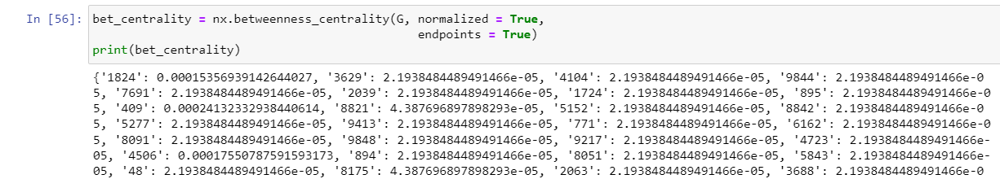 In [56]: bet_centrality = nx.betweenness_centrality(G, normalized = True,
endpoints = True)
print(bet_centrality)
{'1824': 0.00015356939142644027, '3629': 2.1938484489491466e-05, '4104': 2.1938484489491466e-05, '9844': 2.1938484489491466e-0
5, '7691': 2.1938484489491466e-05, '2039': 2.1938484489491466e-05, '1724': 2.1938484489491466e-05, '895': 2.1938484489491466e-0
5, '409': 0.00024132332938440614, '8821': 4.387696897898293e-05, '5152': 2.1938484489491466e-05, '8842': 2.1938484489491466e-0
5, '5277': 2.1938484489491466e-05, '9413': 2.1938484489491466e-05, '771': 2.1938484489491466e-05, '6162': 2.1938484489491466e-0
5, '8091': 2.1938484489491466e-05, '9848': 2.1938484489491466e-05, '9217': 2.1938484489491466e-05, '4723': 2.1938484489491466e-
05, '4506': 0.00017550787591593173, '894': 2.1938484489491466e-05, '8051': 2.1938484489491466e-05, '5843': 2.1938484489491466e-
05, '48': 2.1938484489491466e-05, '8175': 4.387696897898293e-05, '2063': 2.1938484489491466e-05, '3688': 2.1938484489491466e-0